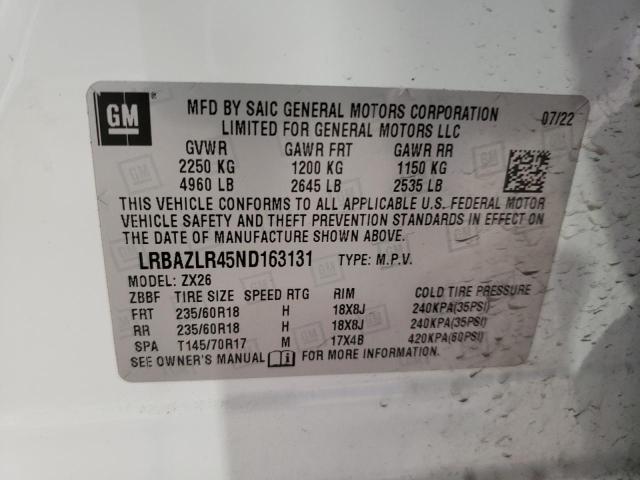 GM
MFD BY SAIC GENERAL MOTORS CORPORATION 07/22
LIMITED FOR GENERAL MOTORS LLC
GVWR GAWR FRT GAWR RR
2250 KG 1200 KG 1150 KG
4960 LB 2645 LB 2535 LB
THIS VEHICLE CONFORMS TO ALL APPLICABLE U.S. FEDERAL MOTOR
VEHICLE SAFETY AND THEFT PREVENTION STANDARDS IN EFFECT ON
THE DATE OF MANUFACTURE SHOWN ABOVE.
LRBAZLR45ND163131 TYPE: M.P.V.
MODEL: ZX26
ZBBF TIRE SIZE SPEED RTG RIM COLD TIRE PRESSURE
FRT 235/60R18 H 18X8J 240KPA(35PSI)
RR 235/60R18 H 18X8J 240KPA(35PSI)
SPA T145/70R17 M 17X4B 420KPA(60PSI)
SEE OWNER'S MANUAL FOR MORE INFORMATION